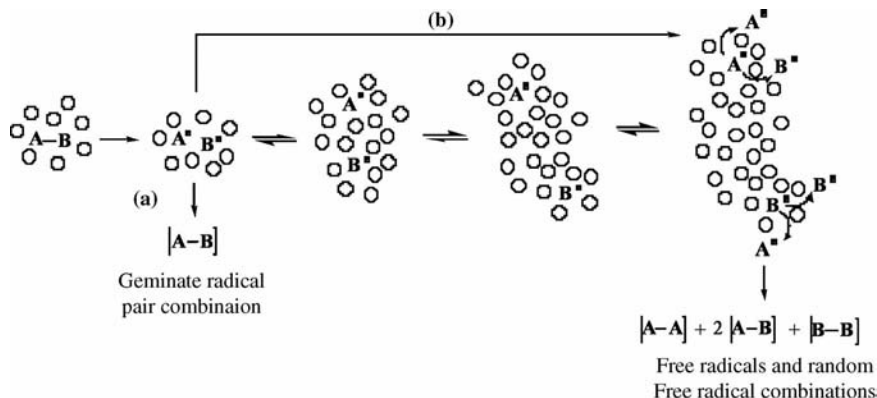 (b)
A■
A■
B■
A–B
A■
B■
A■
B■
A■
B■
B■
B■
A■
(a)
[A–B]
Geminate radical
pair combinaion
[A–A] + 2 [A–B] + [B–B]
Free radicals and random
Free radical combinations